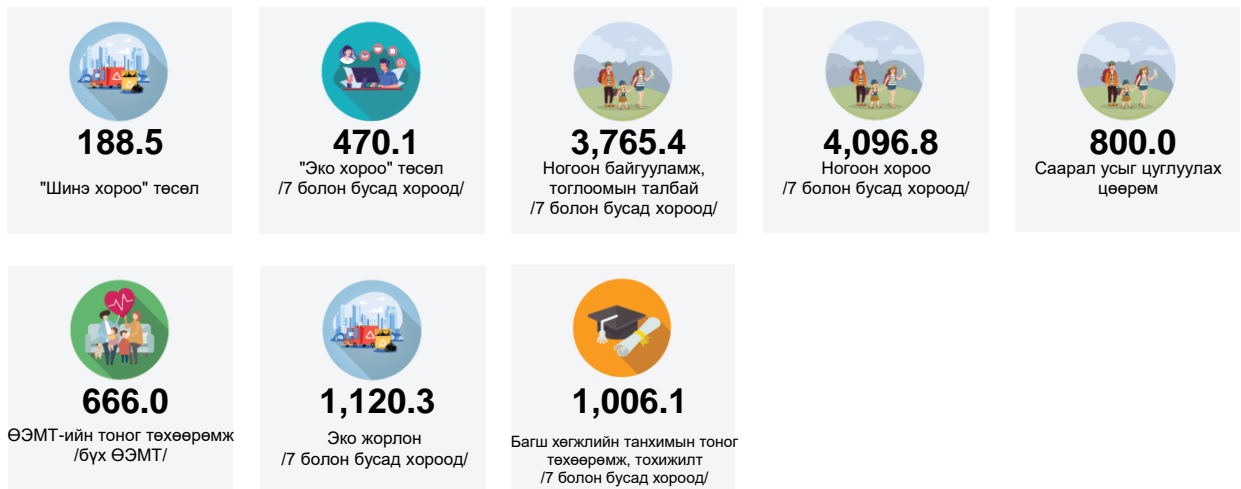 188.5
"Шинэ хороо" төсөл
470.1
"Эко хороо" төсөл
/7 болон бусад хороод/
3,765.4
Ногоон байгууламж,
тоглоомын талбай
/7 болон бусад хороод/
4,096.8
Ногоон хороо
/7 болон бусад хороод/
800.0
Саарал усыг цуглуулах
цөөрөм
666.0
ӨЭМТ-ийн тоног төхөөрөмж
/бүх ӨЭМТ/
1,120.3
Эко жорлон
/7 болон бусад хороод/
1,006.1
Багш хөгжлийн танхимын тоног
төхөөрөмж, тохижилт
/7 болон бусад хороод/